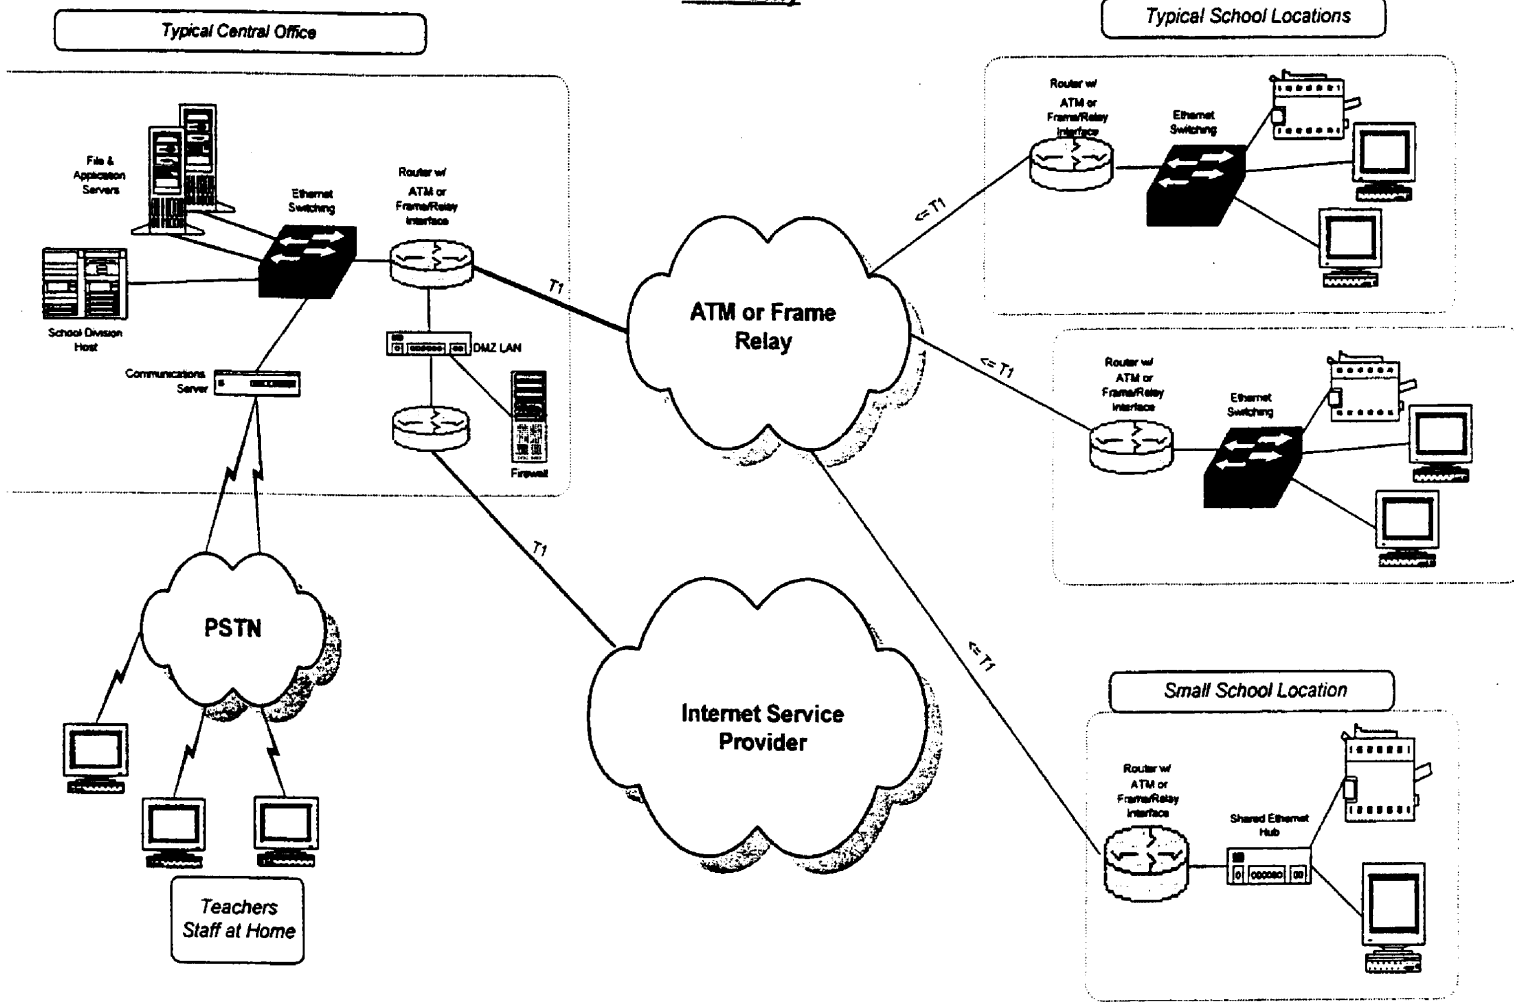 Typical Central Office
Typical School Locations
File &
Application
Servers
Ethernet
Switching
Router w/
ATM or
Frame/Relay
Interface
School Division
Host
Communications
Server
DMZ LAN
Firewall
T1
T1
ATM or Frame
Relay
<= T1
<= T1
<= T1
Router w/
ATM or
Frame/Relay
Interface
Ethernet
Switching
Router w/
ATM or
Frame/Relay
Interface
Ethernet
Switching
PSTN
Internet Service
Provider
Small School Location
Router w/
ATM or
Frame/Relay
Interface
Shared Ethernet
Hub
Teachers
Staff at Home